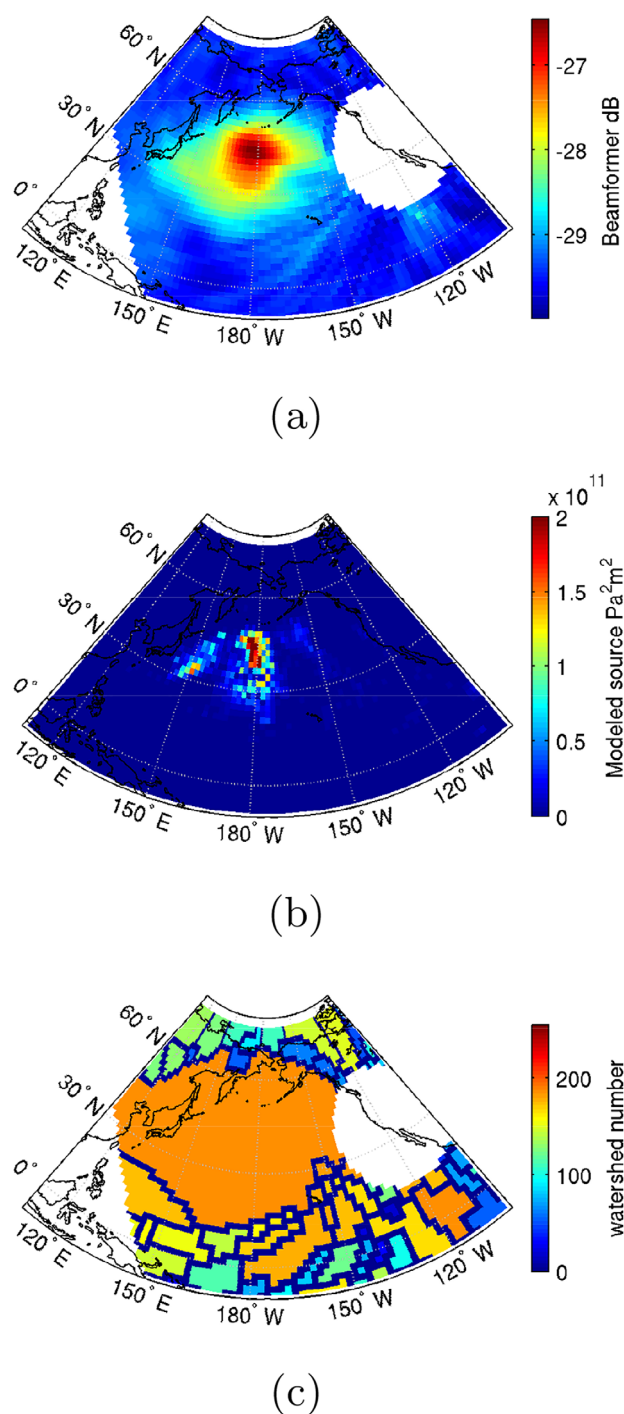 60° N
30° N
0°
120° E
150° E
180° W
150° W
120° W
-27
-28
-29
Beamformer dB
(a)
x 10^11
60° N
30° N
0°
120° E
150° E
180° W
150° W
120° W
2
1.5
1
0.5
0
Modeled source Pa²m²
(b)
60° N
30° N
0°
120° E
150° E
180° W
150° W
120° W
200
100
0
watershed number
(c)